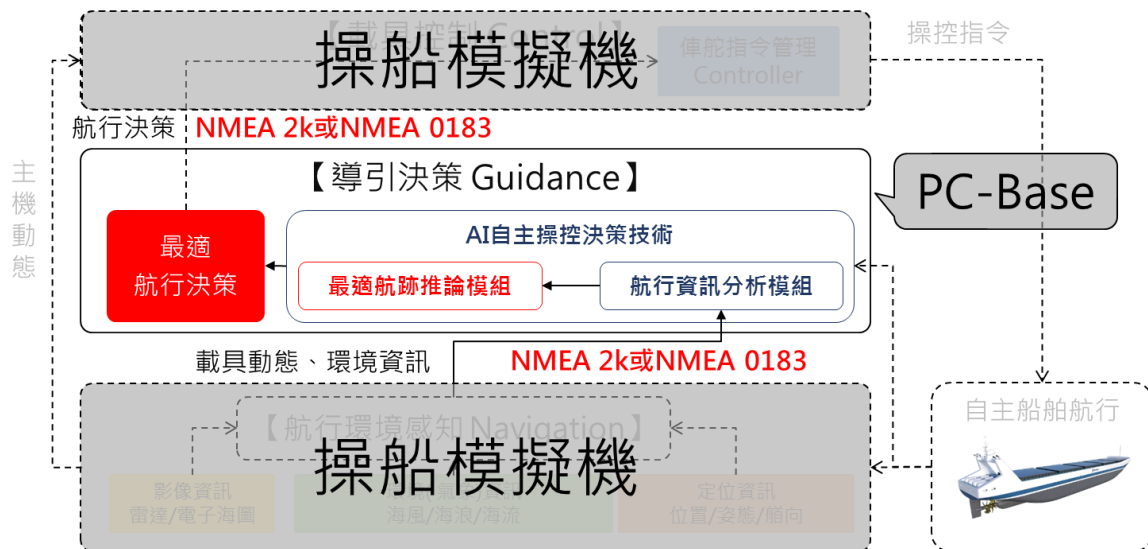 【載具控制 Control】
操船模擬機
俥舵指令管理
Controller
操控指令
航行決策
NMEA 2k或NMEA 0183
主機動態
【導引決策 Guidance】
PC-Base
最適
航行決策
AI自主操控決策技術
最適航跡推論模組
航行資訊分析模組
載具動態、環境資訊
NMEA 2k或NMEA 0183
【航行環境感知 Navigation】
操船模擬機
影像資訊
雷達/電子海圖
海風/海浪/海流
定位資訊
位置/姿態/艏向
自主船舶航行